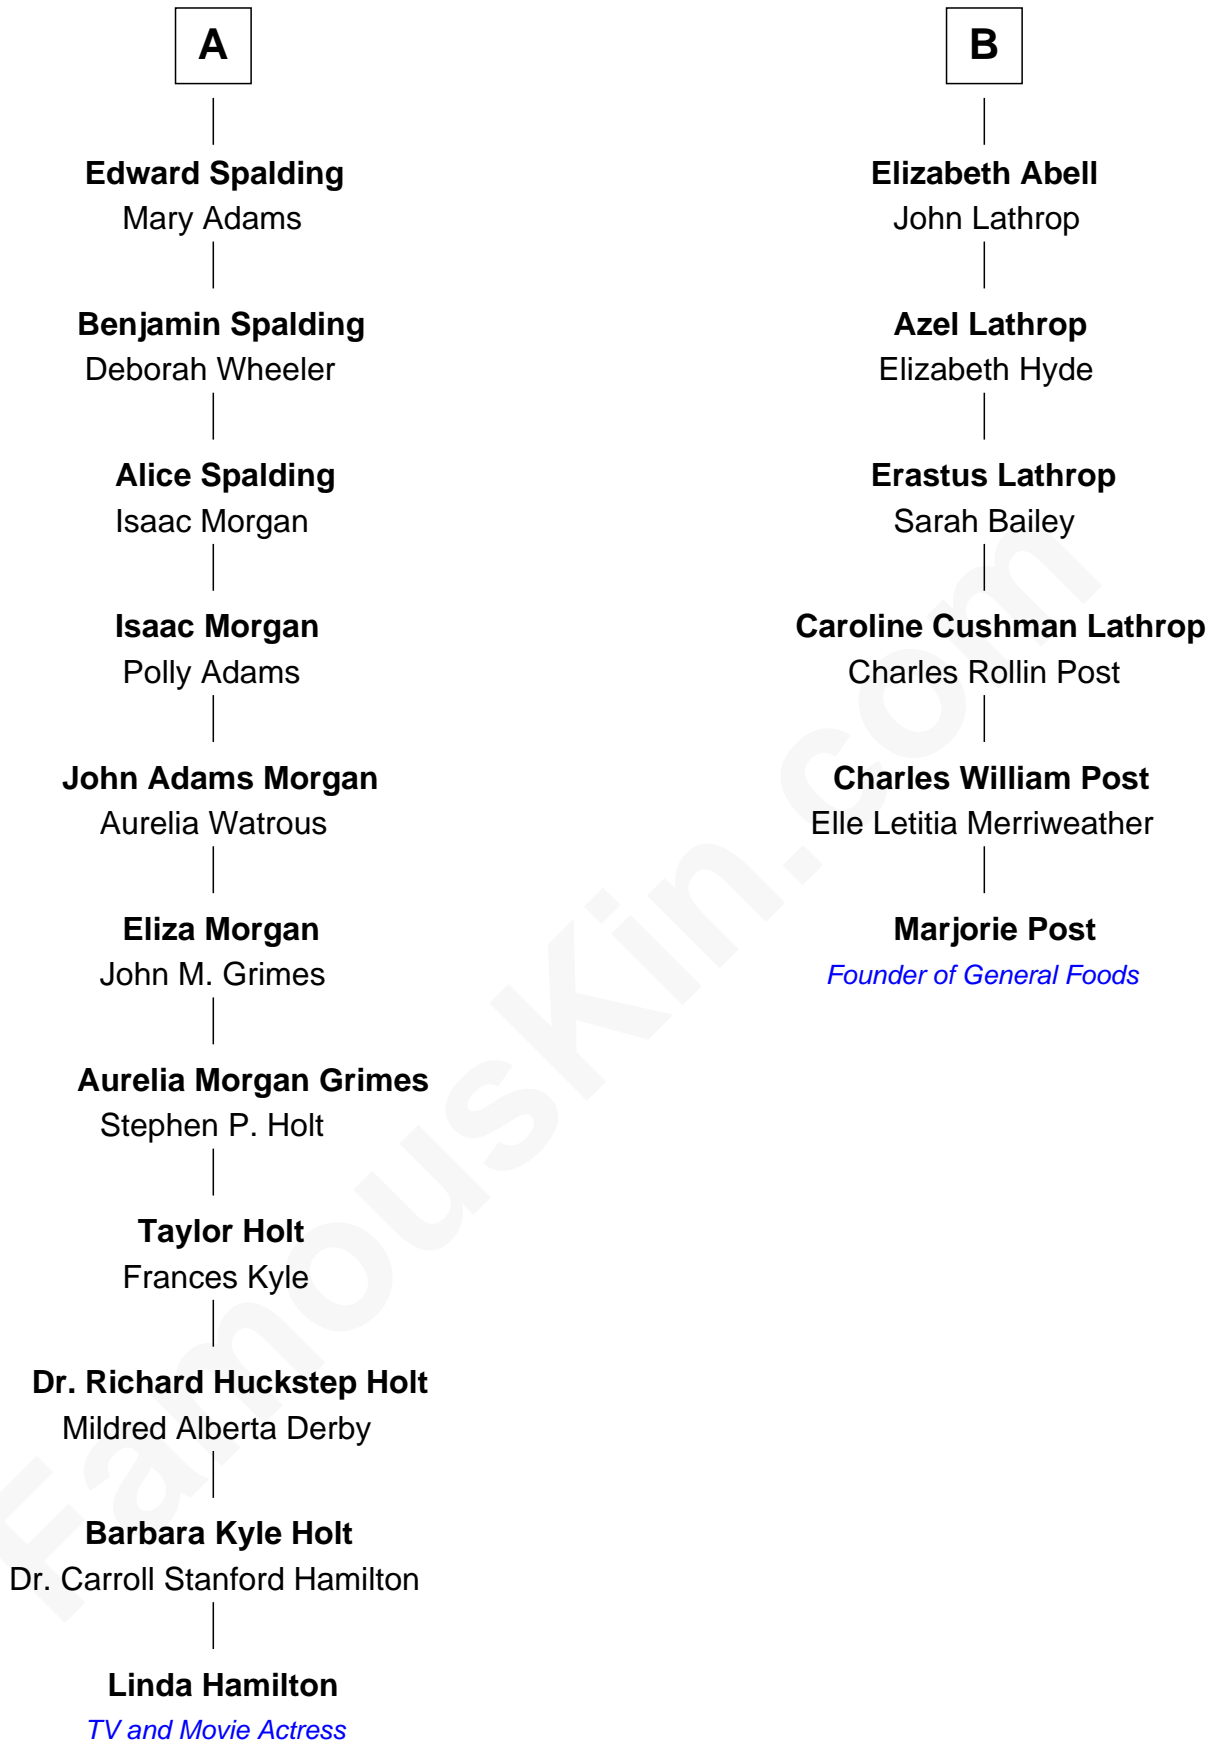 A
Edward Spalding
Mary Adams
Benjamin Spalding
Deborah Wheeler
Alice Spalding
Isaac Morgan
Isaac Morgan
Polly Adams
John Adams Morgan
Aurelia Watrous
Eliza Morgan
John M. Grimes
Aurelia Morgan Grimes
Stephen P. Holt
Taylor Holt
Frances Kyle
Dr. Richard Huckstep Holt
Mildred Alberta Derby
Barbara Kyle Holt
Dr. Carroll Stanford Hamilton
Linda Hamilton
TV and Movie Actress
B
Elizabeth Abell
John Lathrop
Azel Lathrop
Elizabeth Hyde
Erastus Lathrop
Sarah Bailey
Caroline Cushman Lathrop
Charles Rollin Post
Charles William Post
Elle Letitia Merriweather
Marjorie Post
Founder of General Foods
FamousKin.com